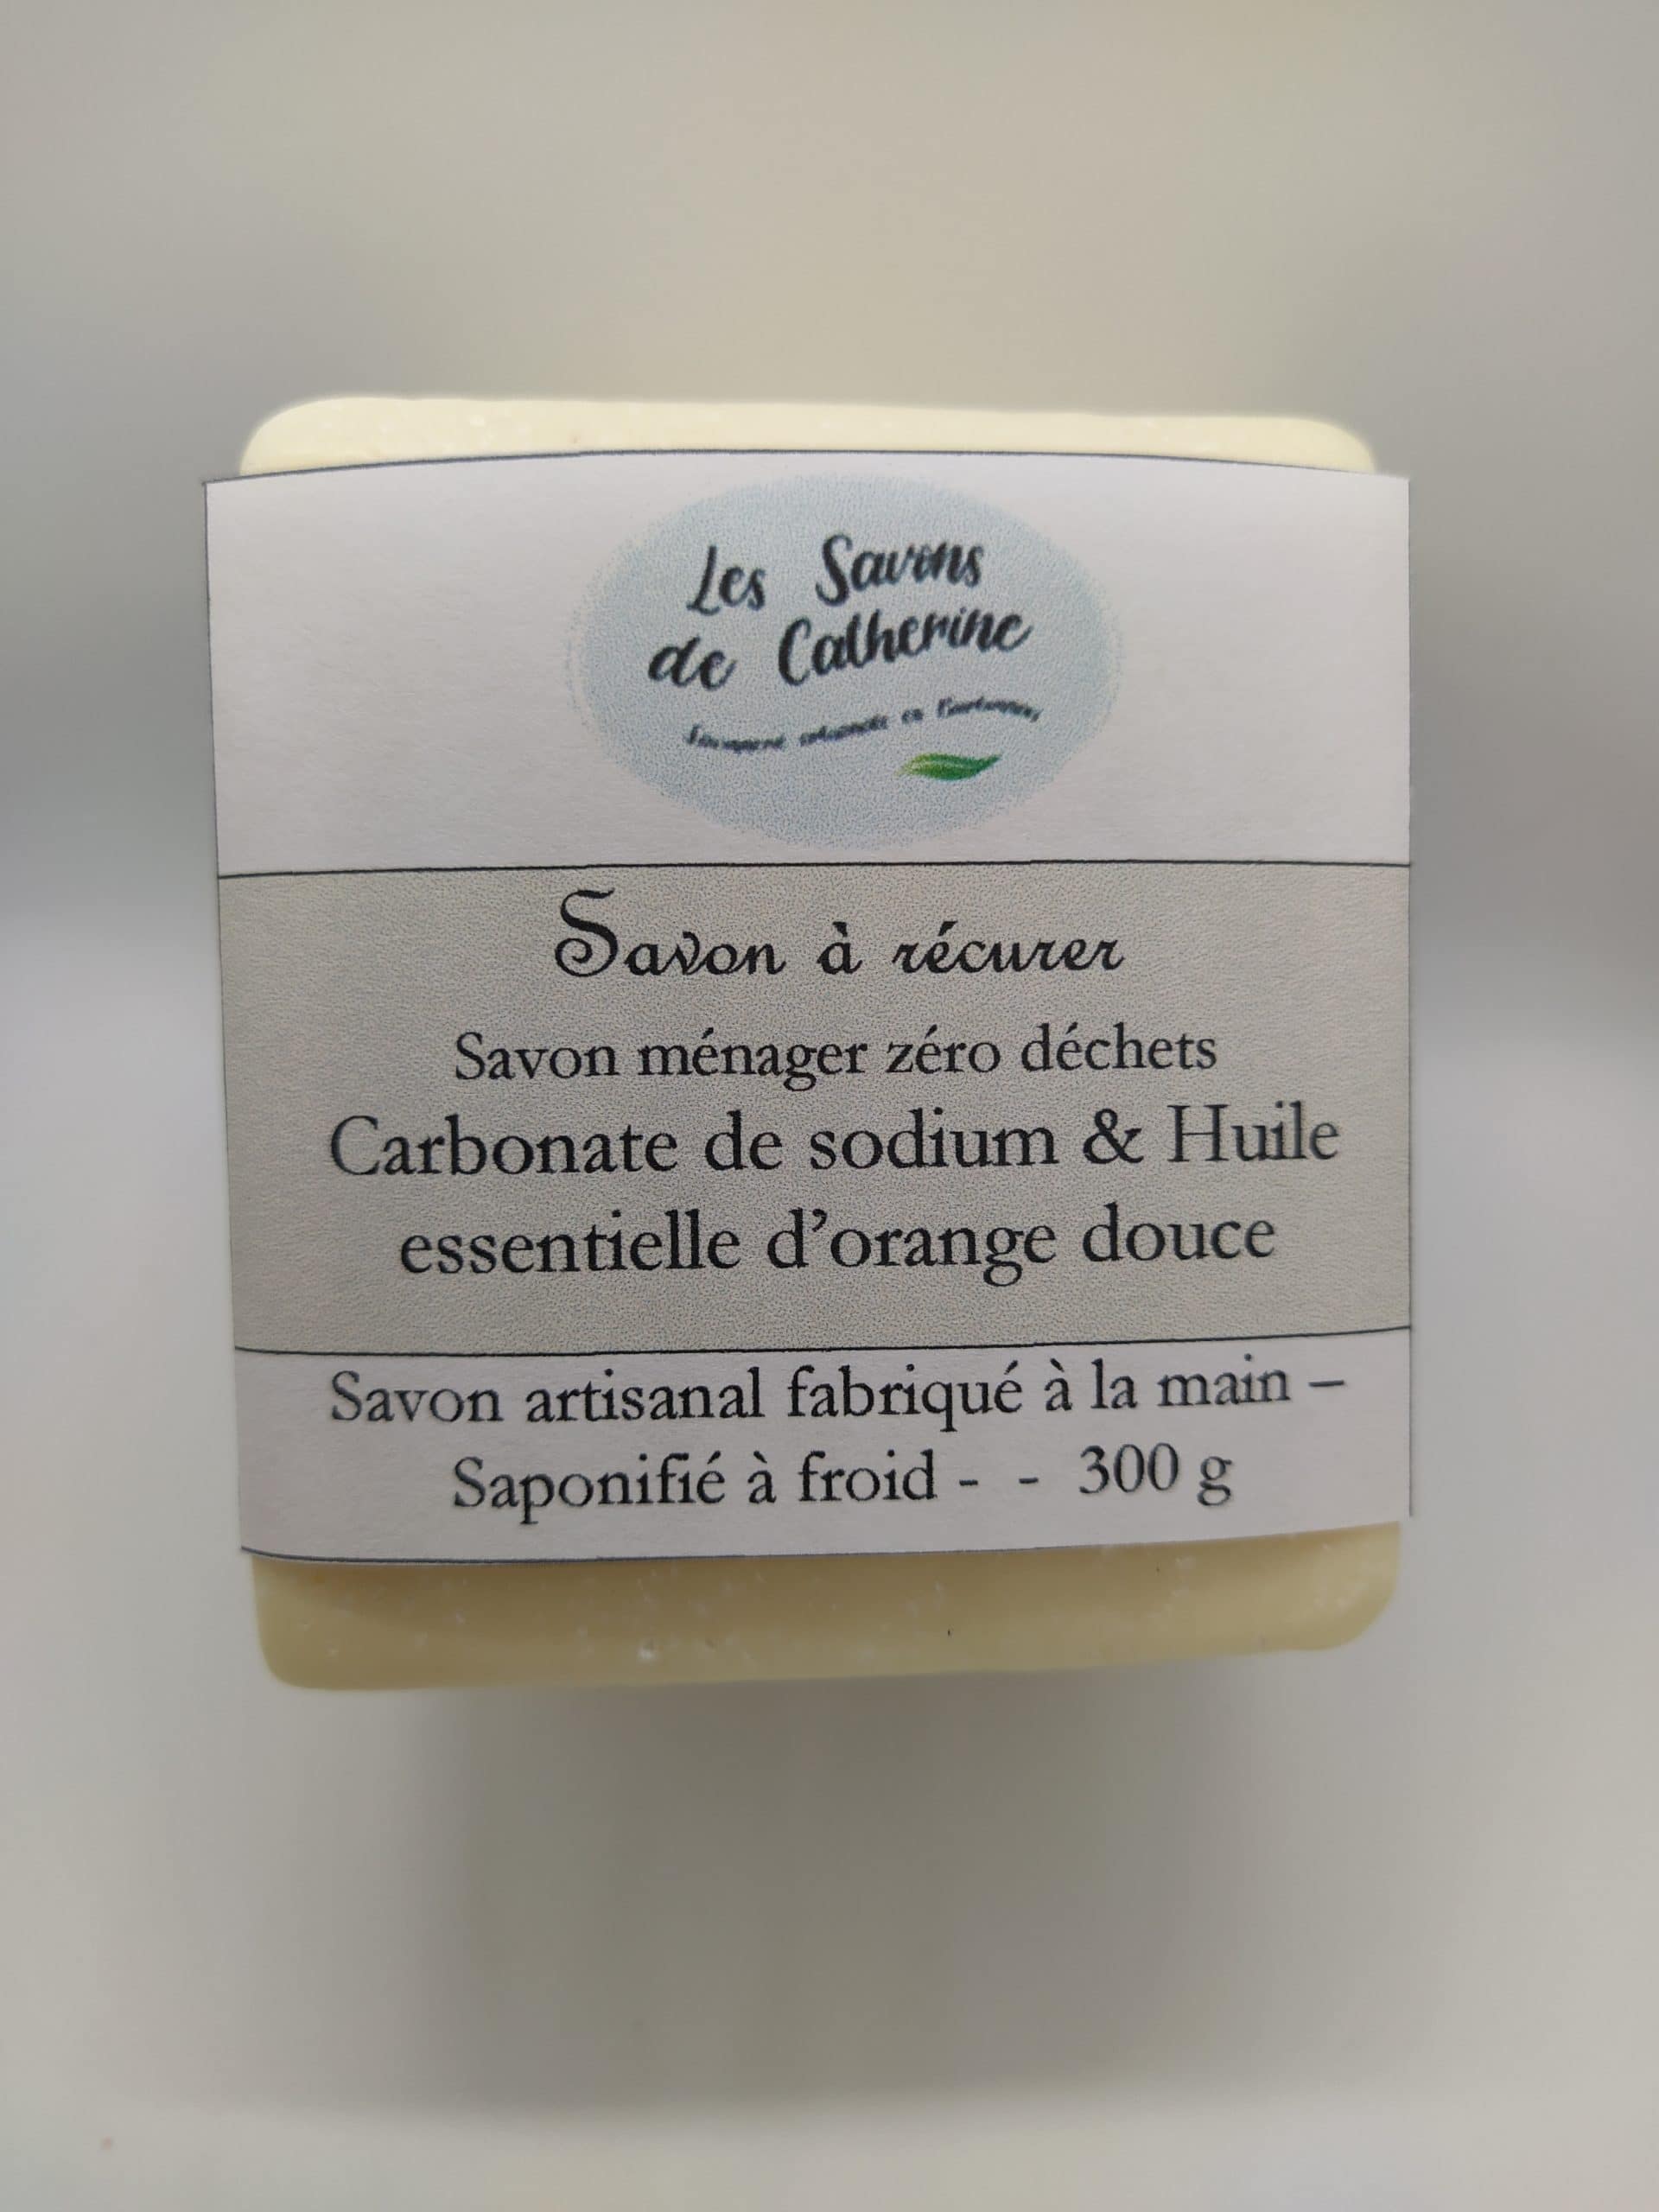 Les Savons
de Catherine
Savon à récurer
Savon ménager zéro déchets
Carbonate de sodium & Huile
essentielle d'orange douce
Savon artisanal fabriqué à la main –
Saponifié à froid - - 300 g